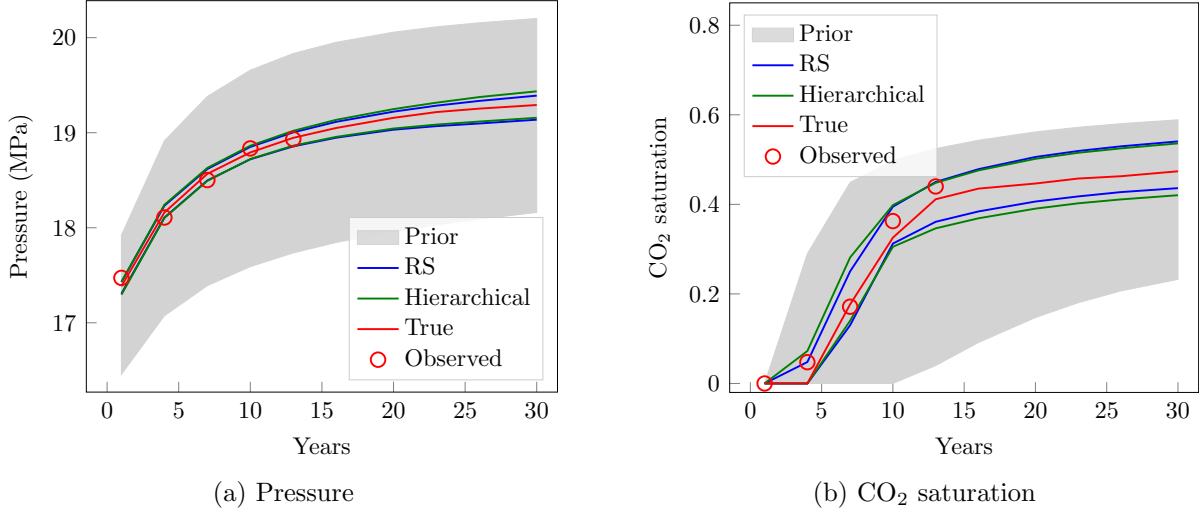 20
19
18
17
Pressure (MPa)
Prior
RS
Hierarchical
True
Observed
0 5 10 15 20 25 30
Years
(a) Pressure
0.8
0.6
0.4
0.2
0
CO₂ saturation
Prior
RS
Hierarchical
True
Observed
0 5 10 15 20 25 30
Years
(b) CO₂ saturation